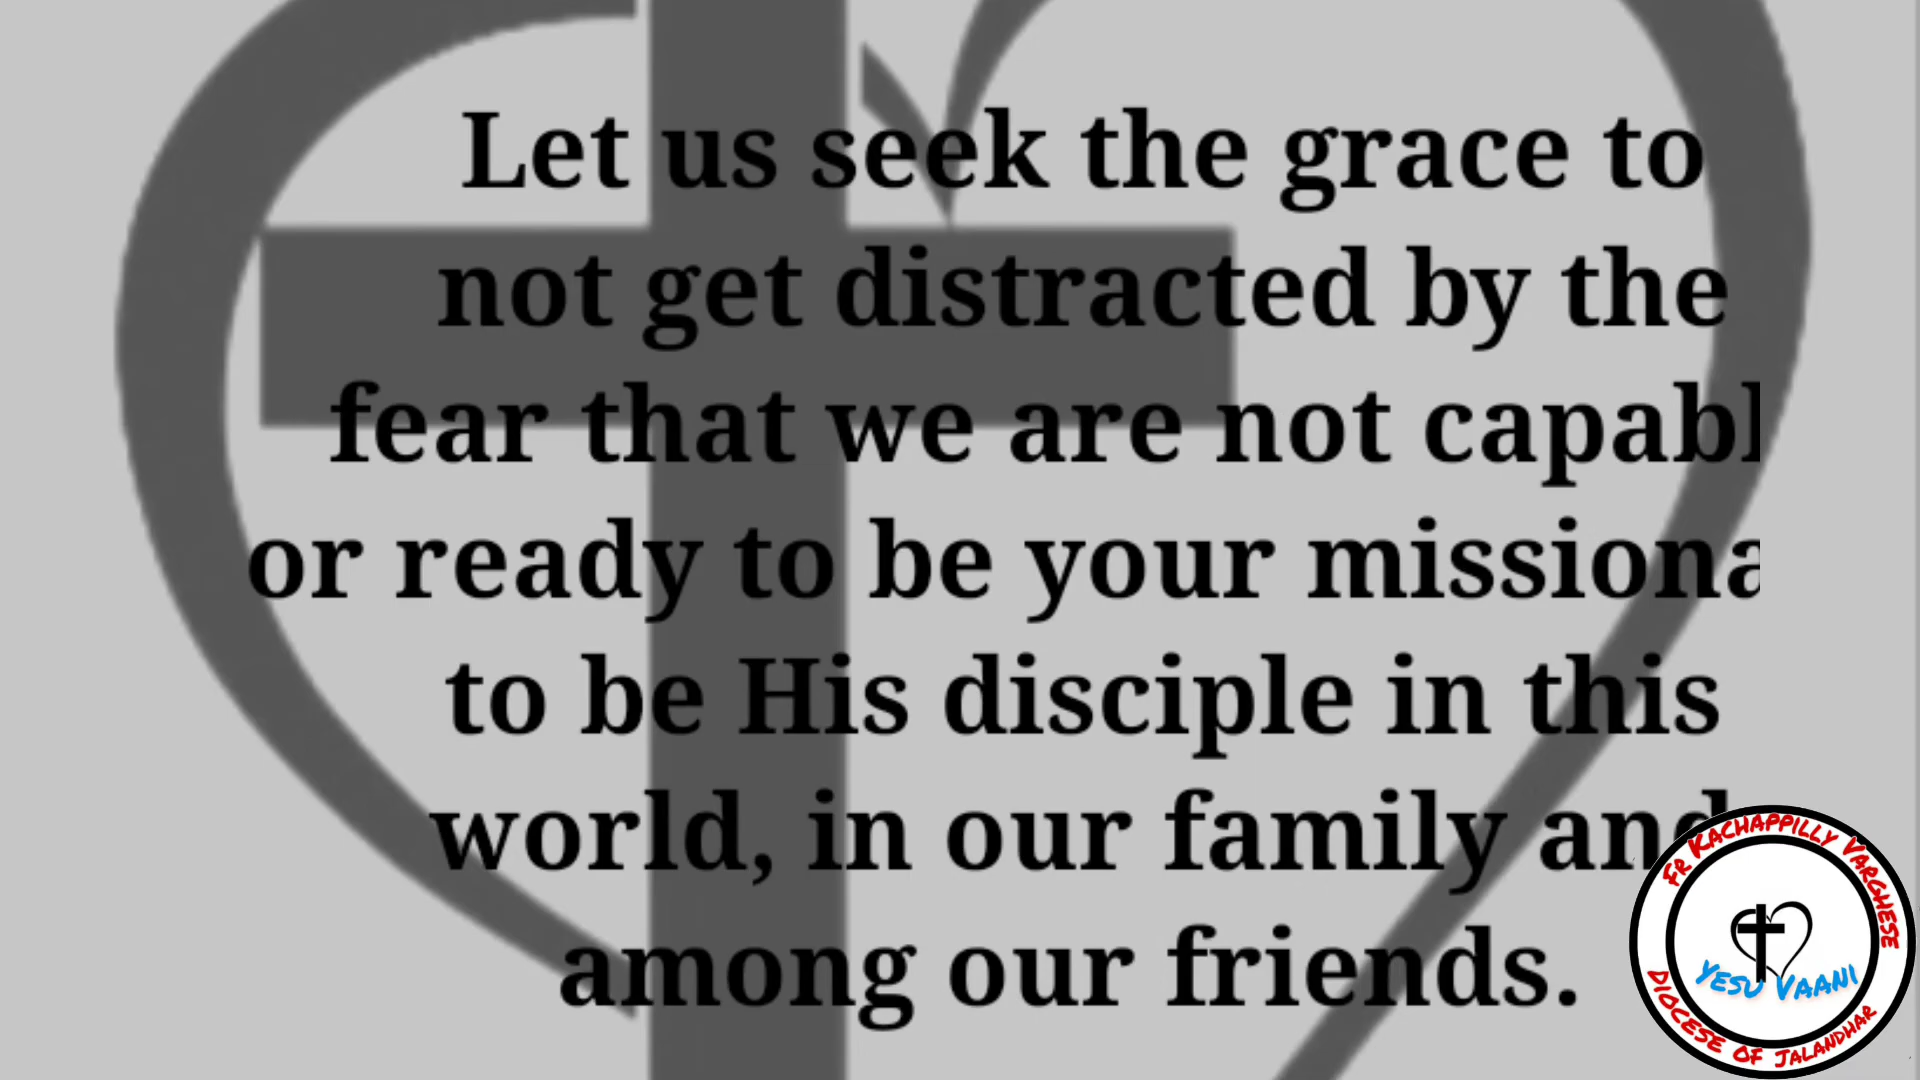 Let us seek the grace to
not get distracted by the
fear that we are not capabl
or ready to be your missiona
to be His disciple in this
world, in our family and
among our friends.
FR KACHAPPILLY VARGHESE
YESU VAANI
DIOCESE OF JALANDHAR